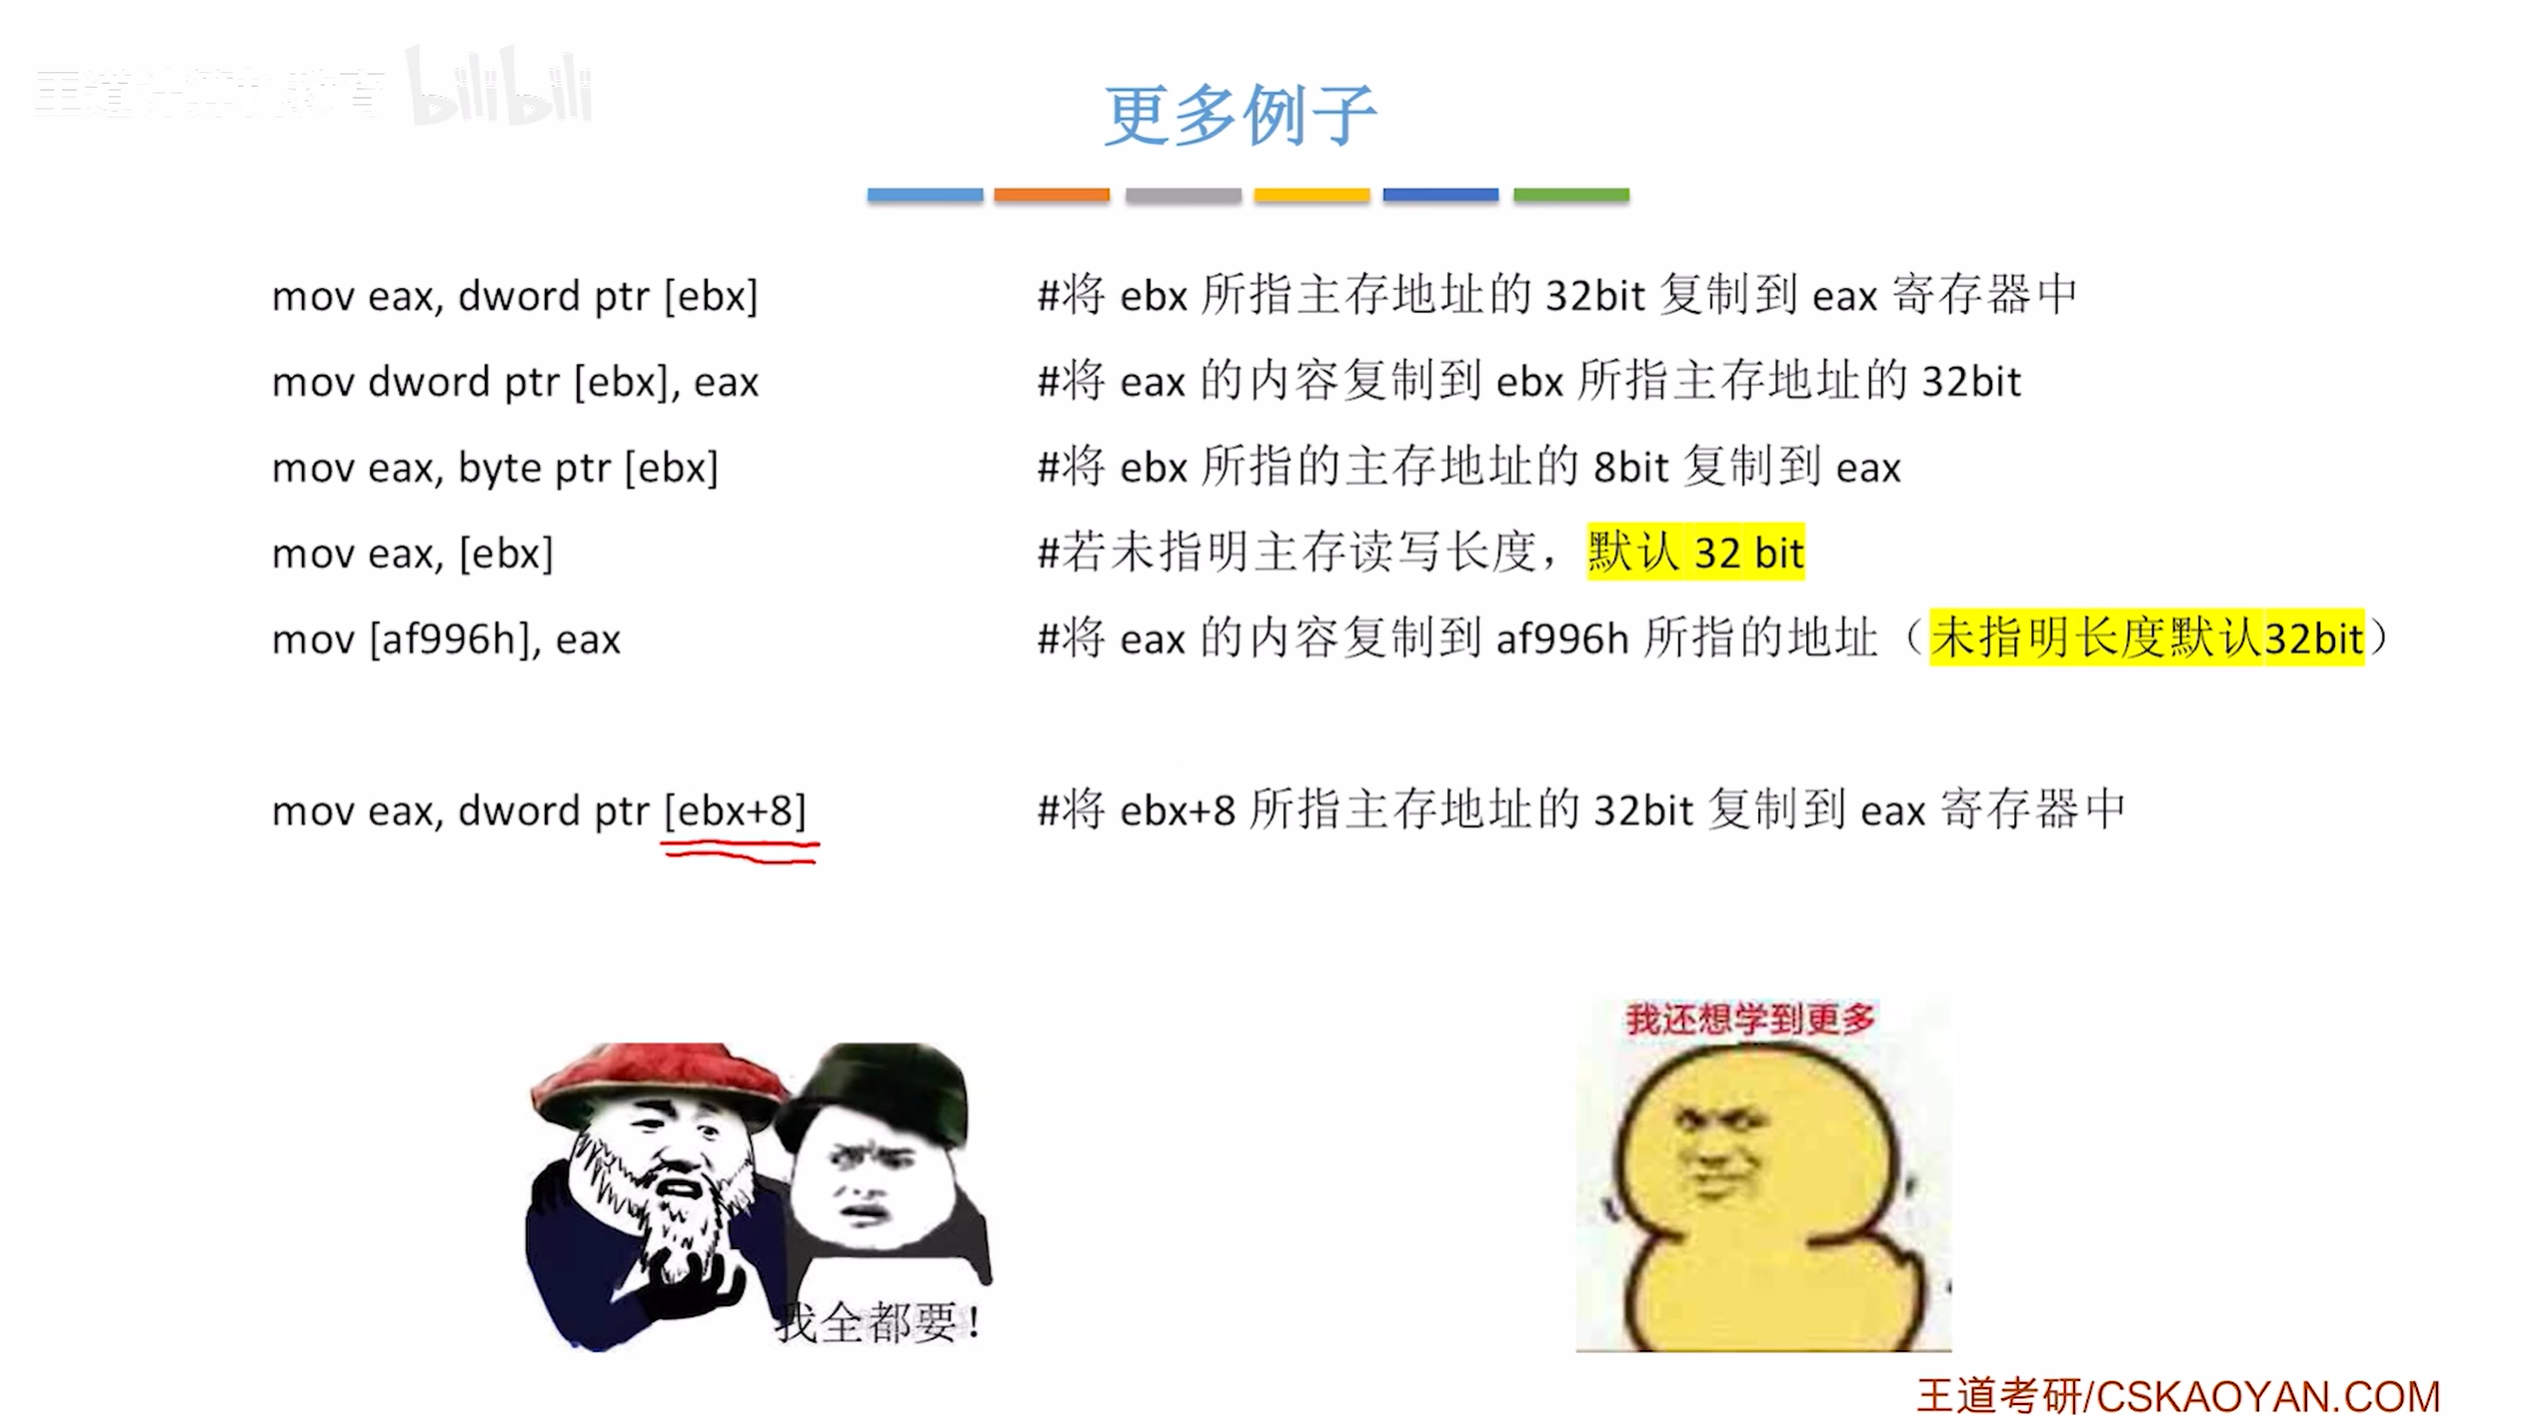 王道计算机教育 bilibili
更多例子
mov eax, dword ptr [ebx] #将 ebx 所指主存地址的 32bit 复制到 eax 寄存器中
mov dword ptr [ebx], eax #将 eax 的内容复制到 ebx 所指主存地址的 32bit
mov eax, byte ptr [ebx] #将 ebx 所指的主存地址的 8bit 复制到 eax
mov eax, [ebx] #若未指明主存读写长度，默认 32 bit
mov [af996h], eax #将 eax 的内容复制到 af996h 所指的地址（未指明长度默认32bit）
mov eax, dword ptr [ebx+8] #将 ebx+8 所指主存地址的 32bit 复制到 eax 寄存器中
我还想学到更多
我全都要！
王道考研/CSKAOYAN.COM